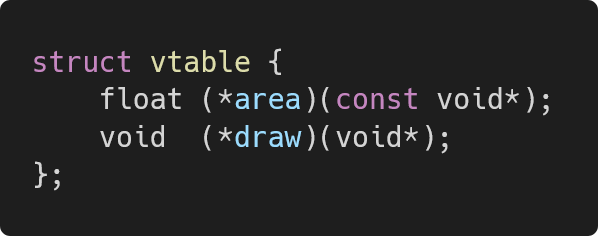 struct vtable {
    float (*area)(const void*);
    void  (*draw)(void*);
};